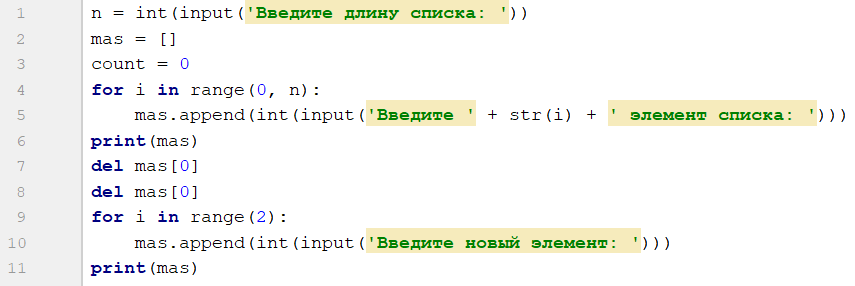 1 n = int(input('Введите длину списка: '))
2 mas = []
3 count = 0
4 for i in range(0, n):
5     mas.append(int(input('Введите ' + str(i) + ' элемент списка: ')))
6 print(mas)
7 del mas[0]
8 del mas[0]
9 for i in range(2):
10     mas.append(int(input('Введите новый элемент: ')))
11 print(mas)